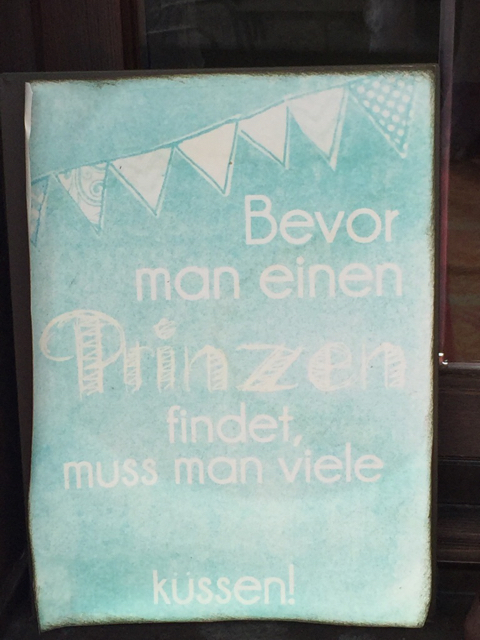 Bevor
man einen
Prinzen
findet,
muss man viele
küssen!